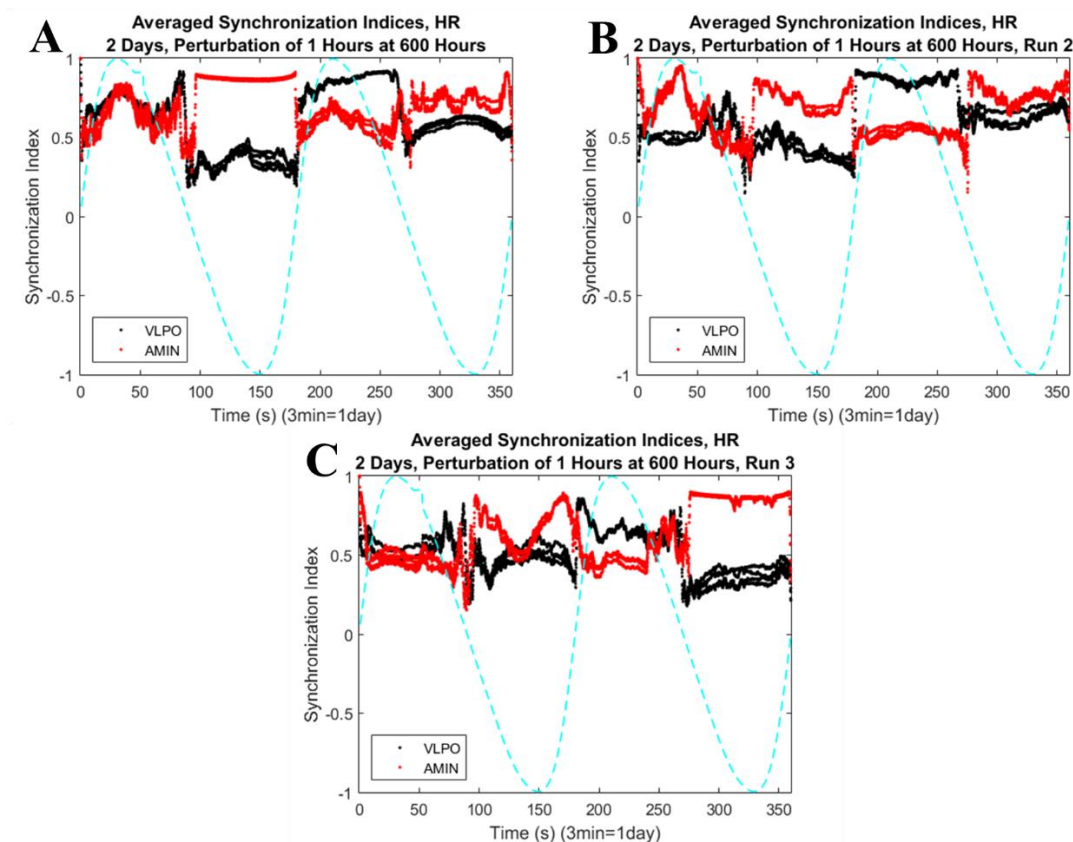 A
Averaged Synchronization Indices, HR
2 Days, Perturbation of 1 Hours at 600 Hours
1
0.5
0
-0.5
-1
Synchronization Index
VLPO
AMIN
0 50 100 150 200 250 300 350
Time (s) (3min=1day)
B
Averaged Synchronization Indices, HR
2 Days, Perturbation of 1 Hours at 600 Hours, Run 2
1
0.5
0
-0.5
-1
Synchronization Index
VLPO
AMIN
0 50 100 150 200 250 300 350
Time (s) (3min=1day)
C
Averaged Synchronization Indices, HR
2 Days, Perturbation of 1 Hours at 600 Hours, Run 3
1
0.5
0
-0.5
-1
Synchronization Index
VLPO
AMIN
0 50 100 150 200 250 300 350
Time (s) (3min=1day)